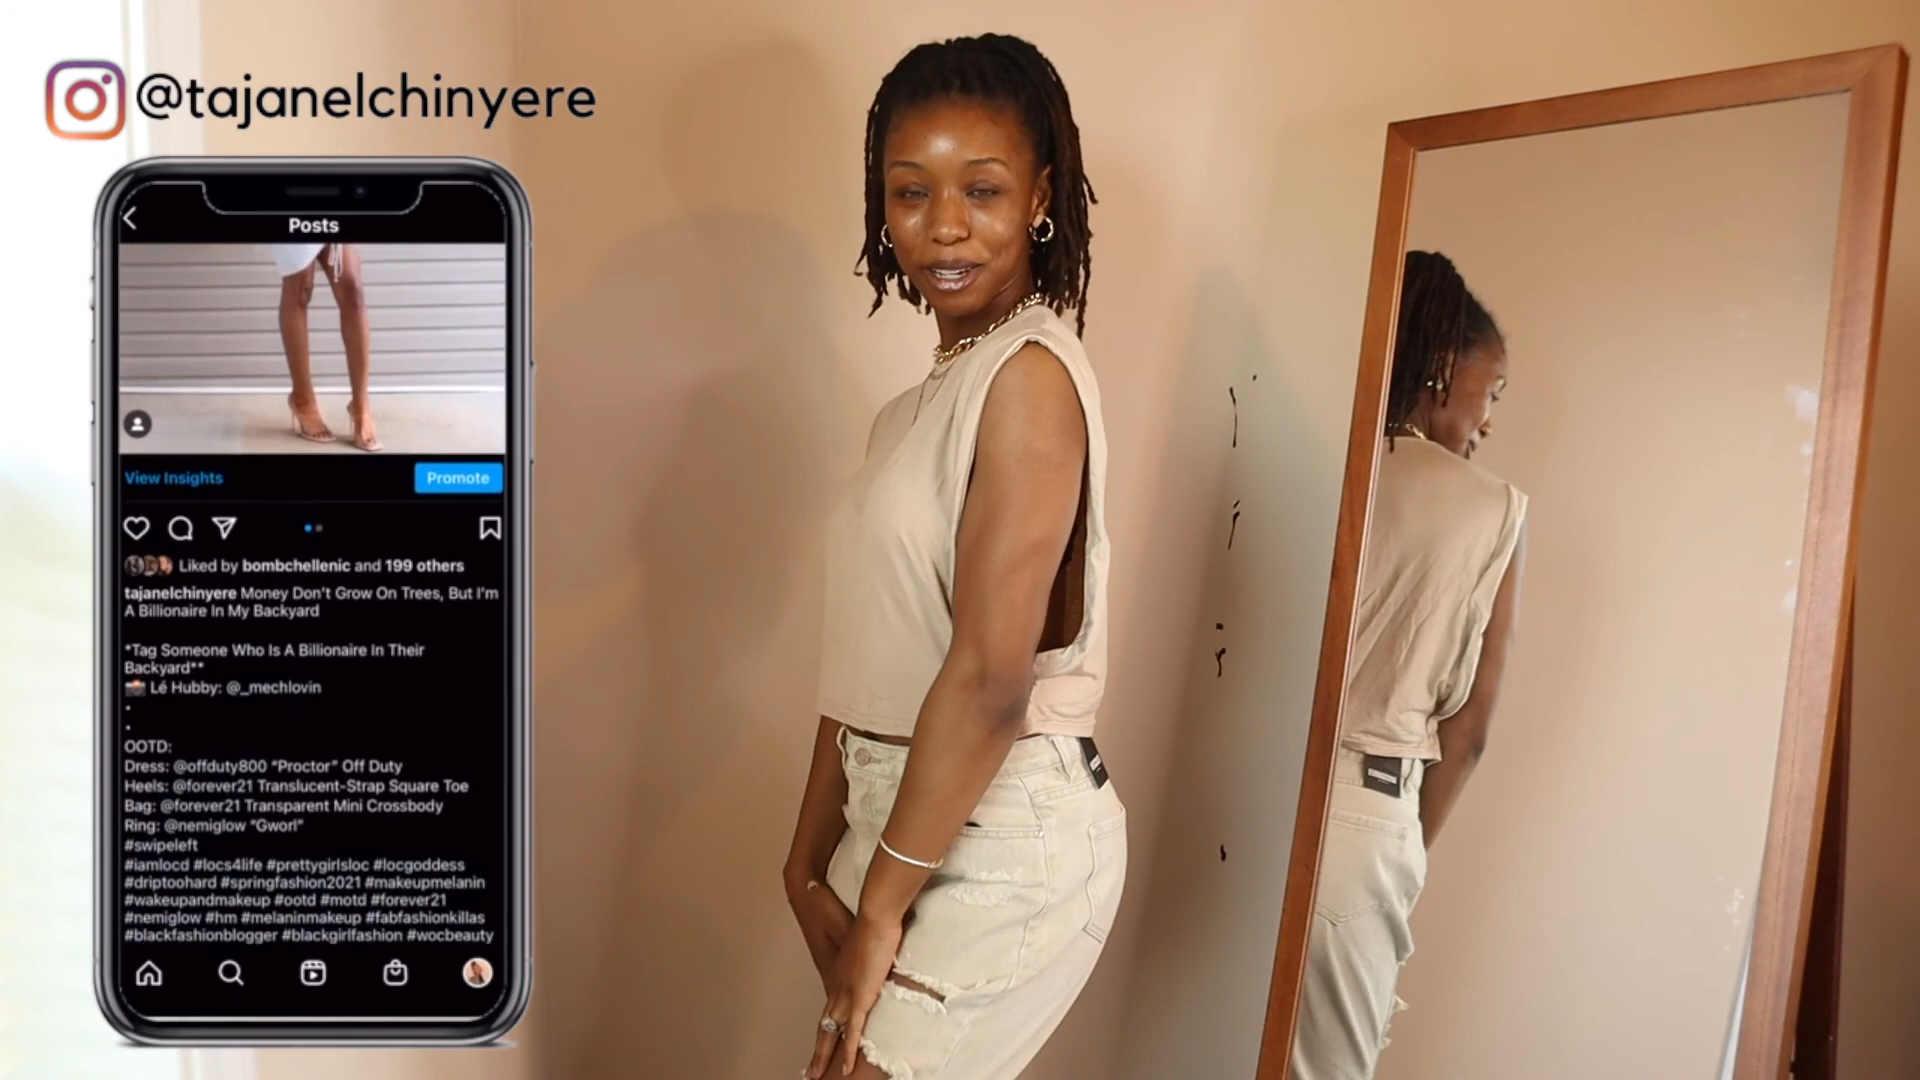 @tajanelchinyere
Posts
View Insights
Promote
Liked by bombchellenic and 199 others
tajanelchinyere Money Don't Grow On Trees, But I'm
A Billionaire In My Backyard
*Tag Someone Who Is A Billionaire In Their
Backyard**
📸 Lé Hubby: @_mechlovin
•
•
OOTD:
Dress: @offduty800 "Proctor" Off Duty
Heels: @forever21 Translucent-Strap Square Toe
Bag: @forever21 Transparent Mini Crossbody
Ring: @nemiglow "Gworl"
#swipeleft
#iamlocd #locs4life #prettygirlsloc #locgoddess
#driptoohard #springfashion2021 #makeupmelanin
#wakeupandmakeup #ootd #motd #forever21
#nemiglow #hm #melaninmakeup #fabfashionkillas
#blackfashionblogger #blackgirlfashion #wocbeauty